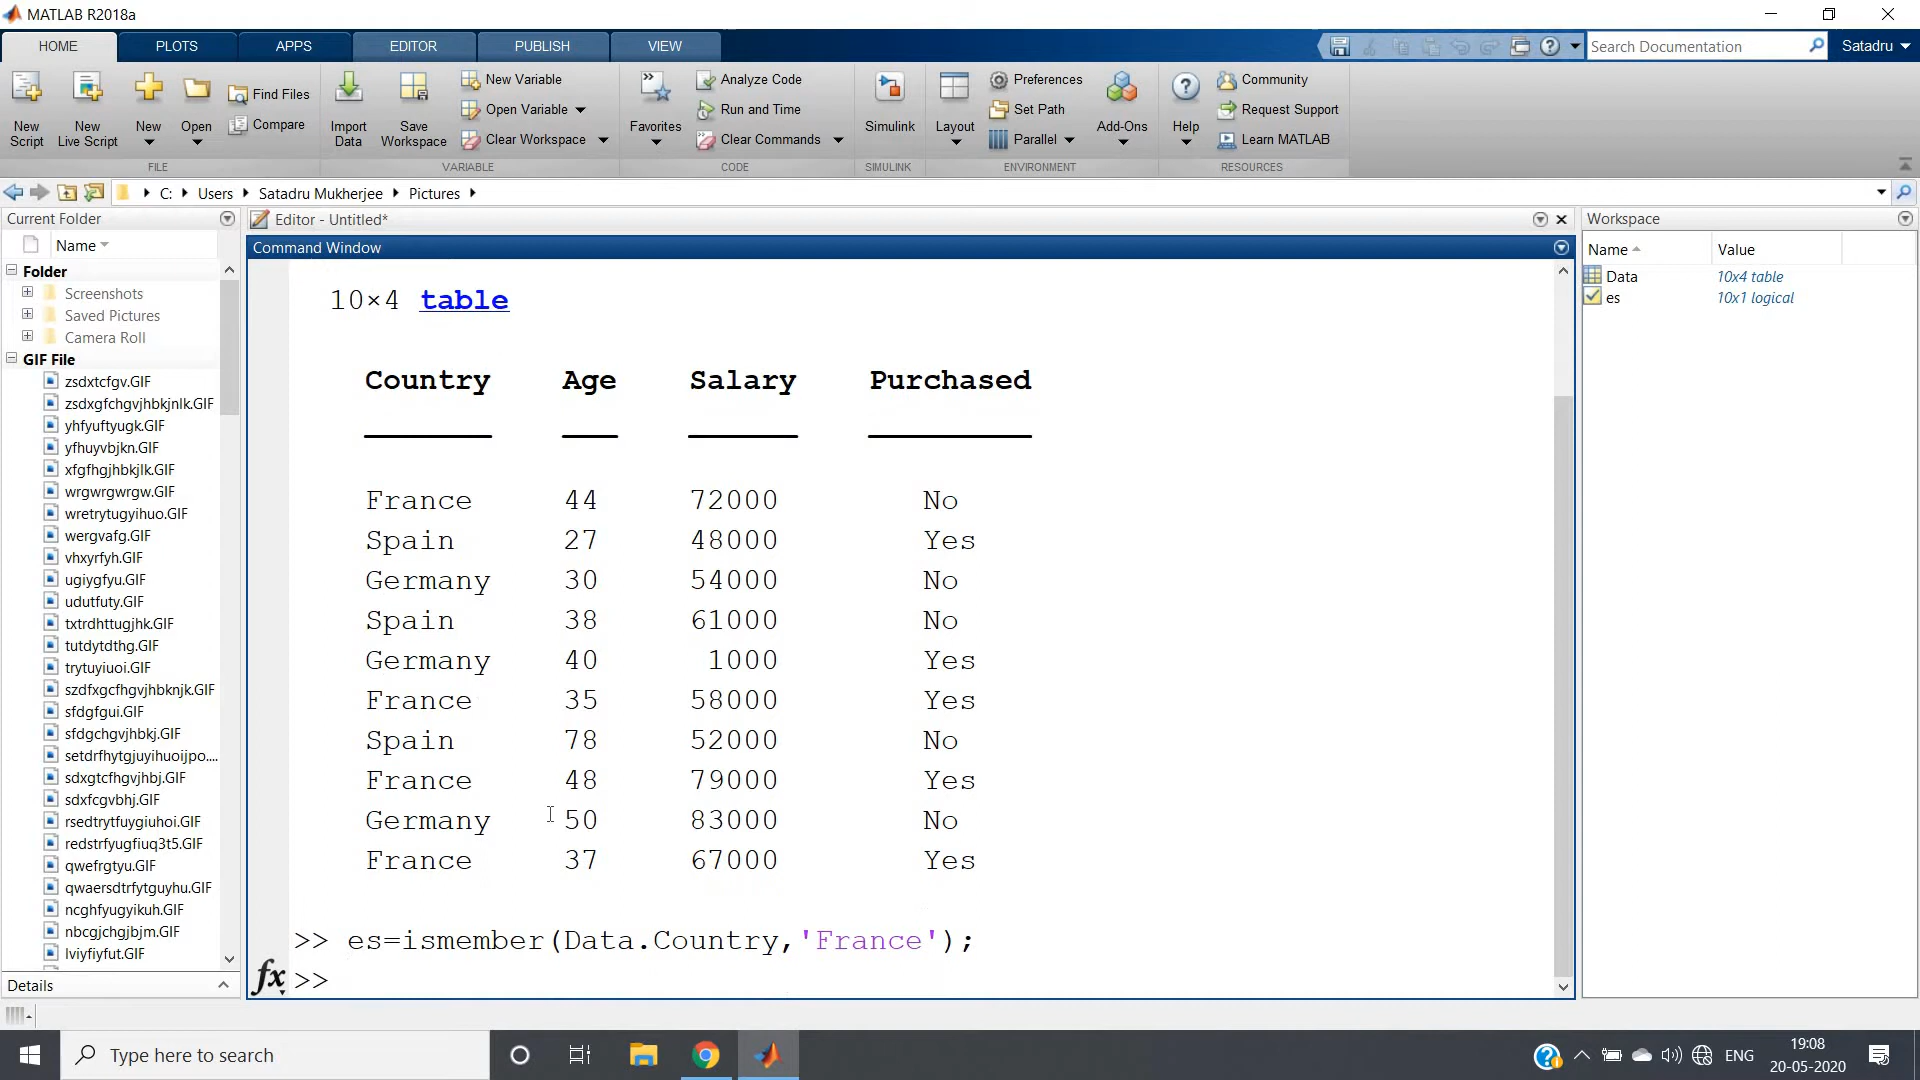 MATLAB R2018a
HOME PLOTS APPS EDITOR PUBLISH VIEW
Search Documentation
Satadru
New Script
New Live Script
New
Open
Find Files
Compare
FILE
Import Data
Save Workspace
New Variable
Open Variable
Clear Workspace
VARIABLE
Favorites
Analyze Code
Run and Time
Clear Commands
CODE
Simulink
SIMULINK
Layout
Preferences
Set Path
Parallel
Add-Ons
ENVIRONMENT
Help
Community
Request Support
Learn MATLAB
RESOURCES
C: Users Satadru Mukherjee Pictures
Current Folder
Name
Folder
Screenshots
Saved Pictures
Camera Roll
GIF File
zsdxtcfgv.GIF
zsdxgfchgvjhbkjnlk.GIF
yhfyuftyugk.GIF
yfhuyvbjkn.GIF
xfgfhgjhbkjlk.GIF
wrgwrgwrgw.GIF
wretrytugyihuo.GIF
wergvafg.GIF
vhxyrfyh.GIF
ugiygfyu.GIF
udutfuty.GIF
txtrdhttugjhk.GIF
tutdytdthg.GIF
trytuyiuoi.GIF
szdfxgcfhgvjhbknjk.GIF
sfdgfgui.GIF
sfdgchgvjhbkj.GIF
setdrfhytgjuyihuoijpo....
sdxgtcfhgvjhbj.GIF
sdxfcgvbhj.GIF
rsedtrytfuygiuhoi.GIF
redstrfyugfiuq3t5.GIF
qwefrgtyu.GIF
qwaersdtrfytguyhu.GIF
ncghfyugyikuh.GIF
nbcgjchgjbjm.GIF
lviyfiyfut.GIF
Details
Editor - Untitled*
Command Window
10×4 table
Country Age Salary Purchased
France 44 72000 No
Spain 27 48000 Yes
Germany 30 54000 No
Spain 38 61000 No
Germany 40 1000 Yes
France 35 58000 Yes
Spain 78 52000 No
France 48 79000 Yes
Germany 50 83000 No
France 37 67000 Yes
>> es=ismember(Data.Country,'France');
fx >>
Workspace
Name Value
Data 10x4 table
es 10x1 logical
Type here to search
ENG
19:08
20-05-2020